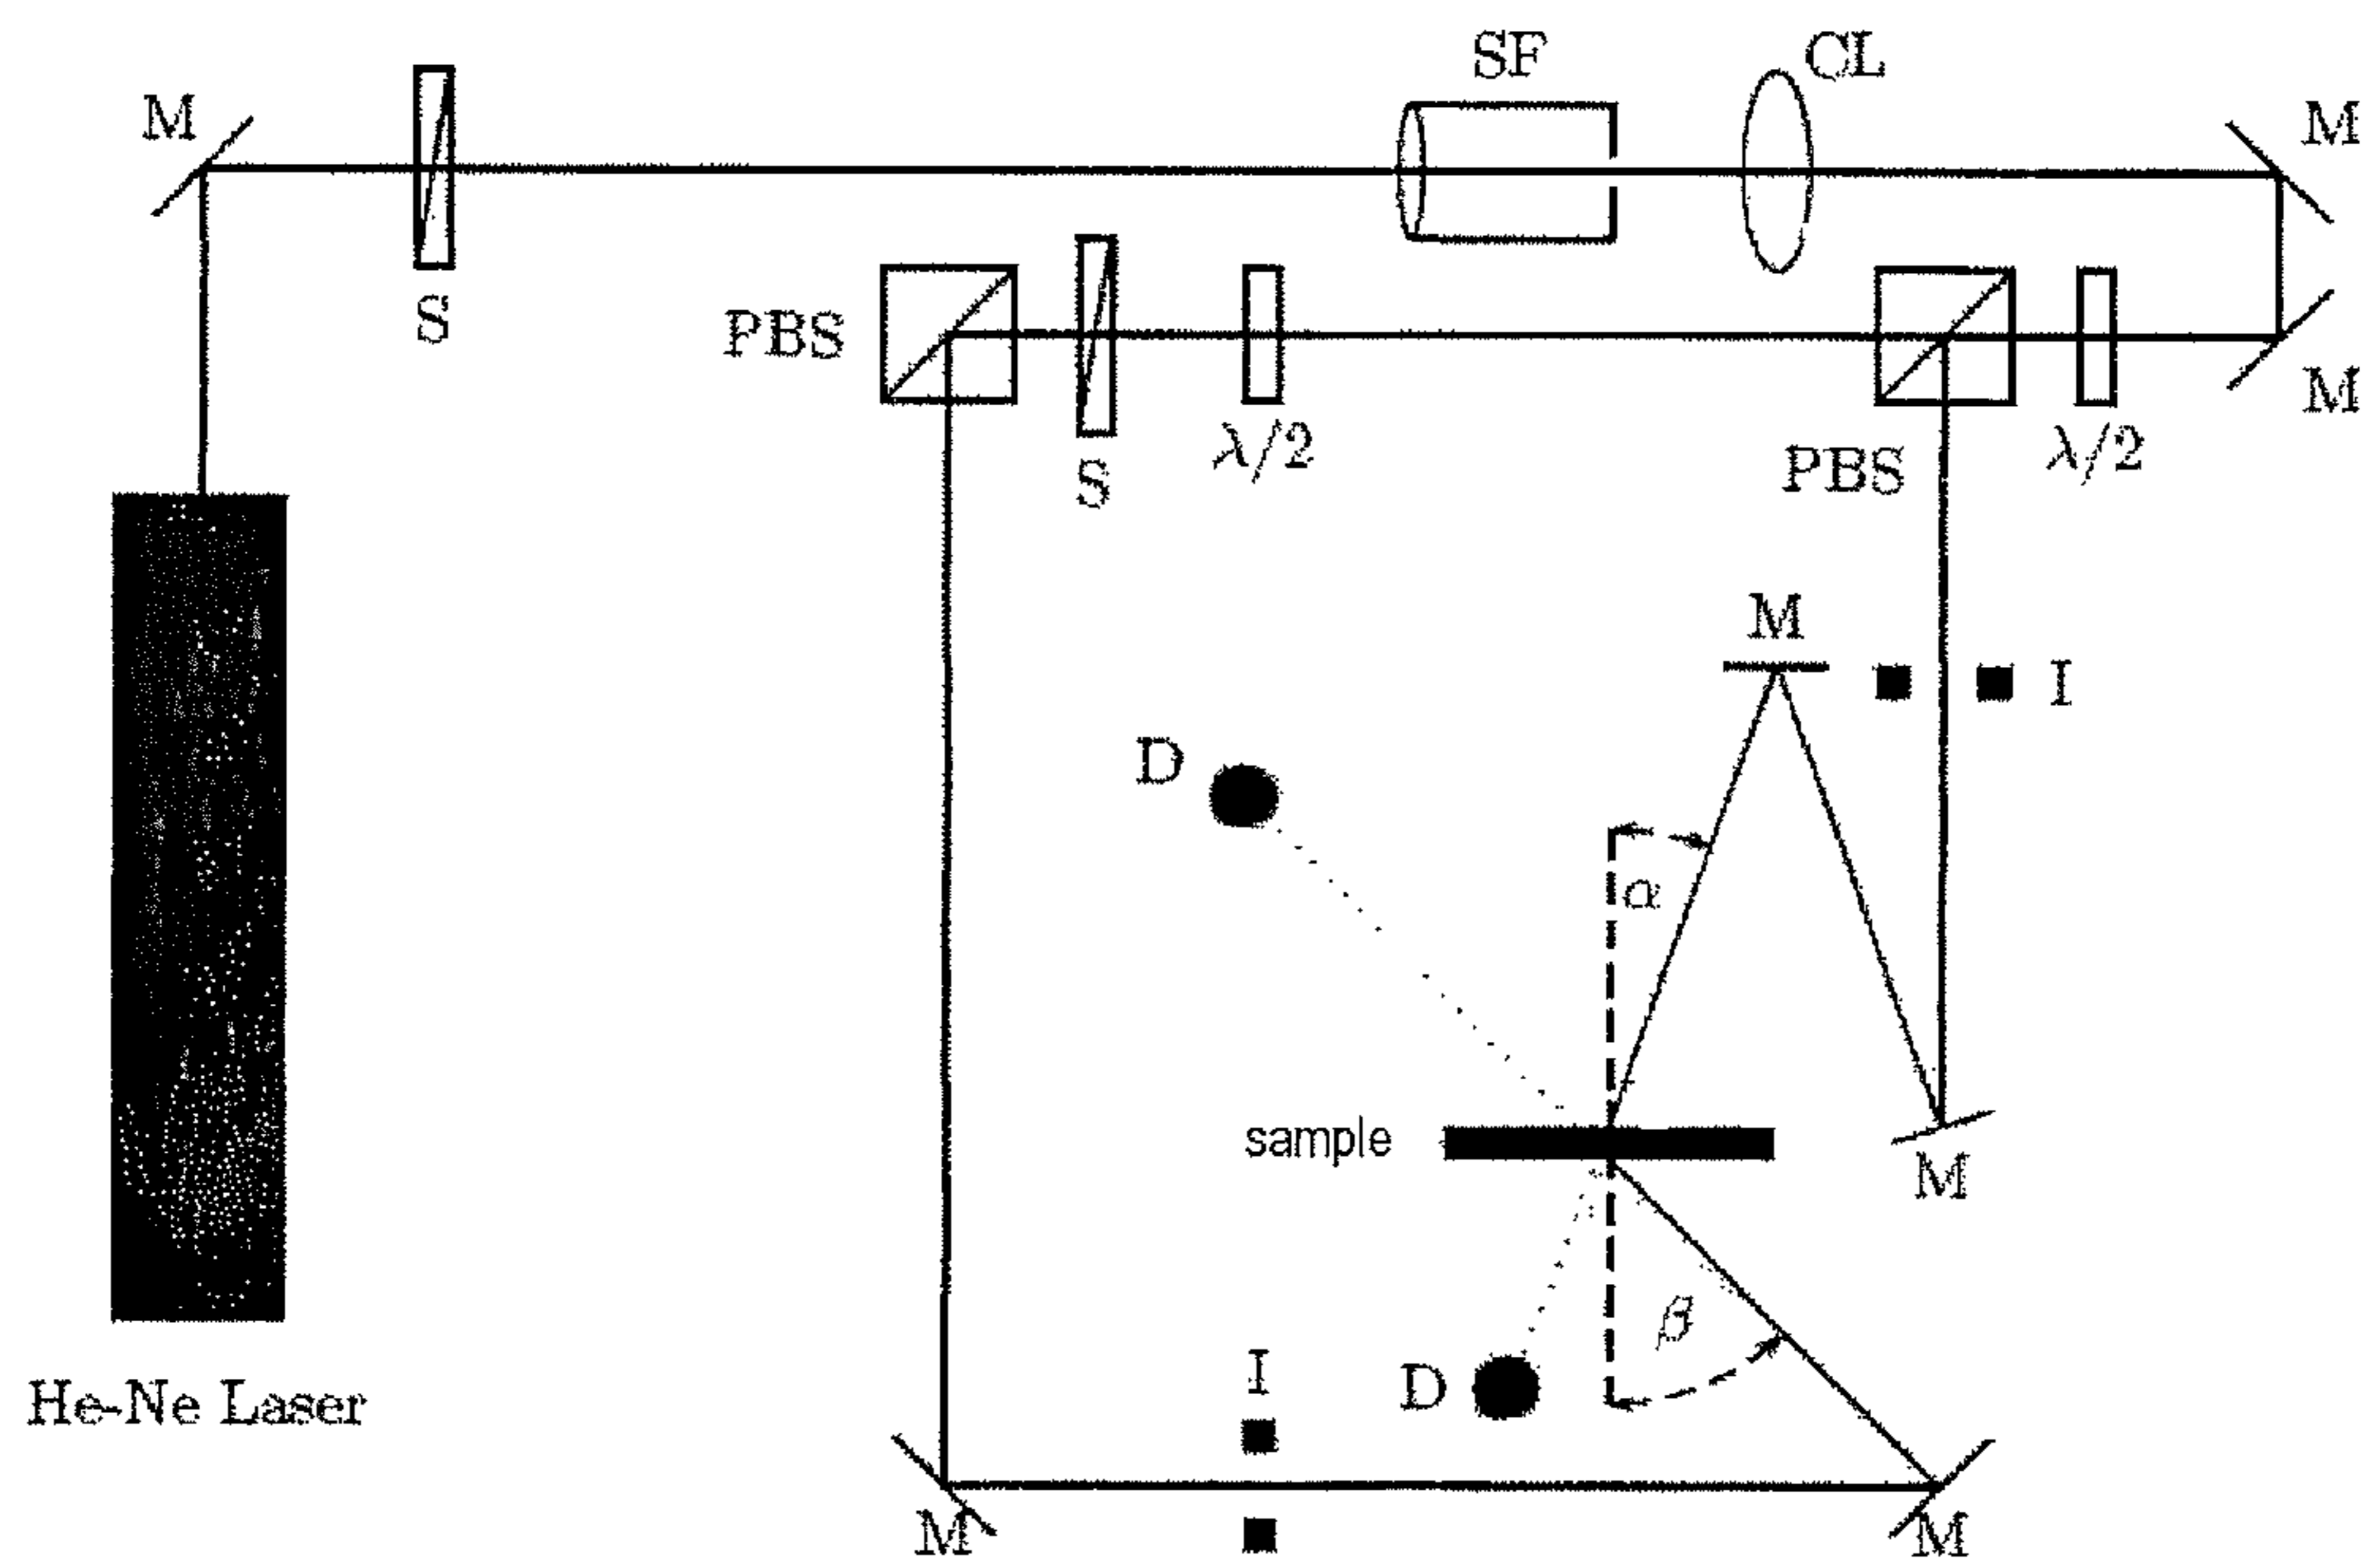 SF
CL
M
M
S
PBS
S
λ/2
PBS
λ/2
M
M
I
D
α
sample
M
β
I
D
He-Ne Laser
M
M